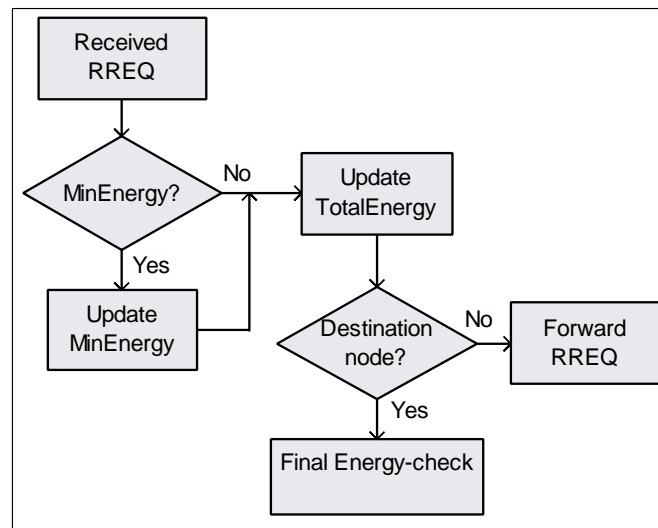 Received
RREQ
MinEnergy?
No
Update
TotalEnergy
Yes
Update
MinEnergy
Destination
node?
No
Forward
RREQ
Yes
Final Energy-check